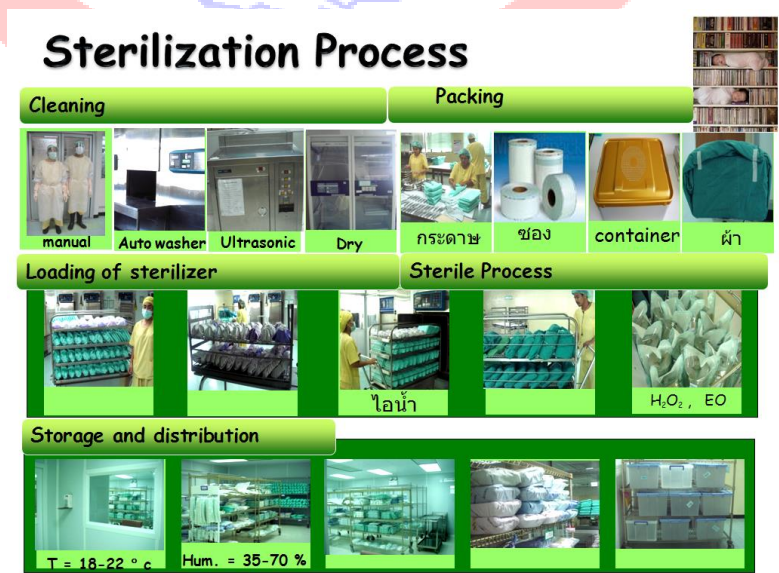 Sterilization Process
Cleaning
Packing
manual
Auto washer
Ultrasonic
Dry
กระดาษ
ซอง
container
ผ้า
Loading of sterilizer
Sterile Process
ไอน้ำ
H₂O₂ , EO
Storage and distribution
T = 18-22 ° c
Hum. = 35-70 %